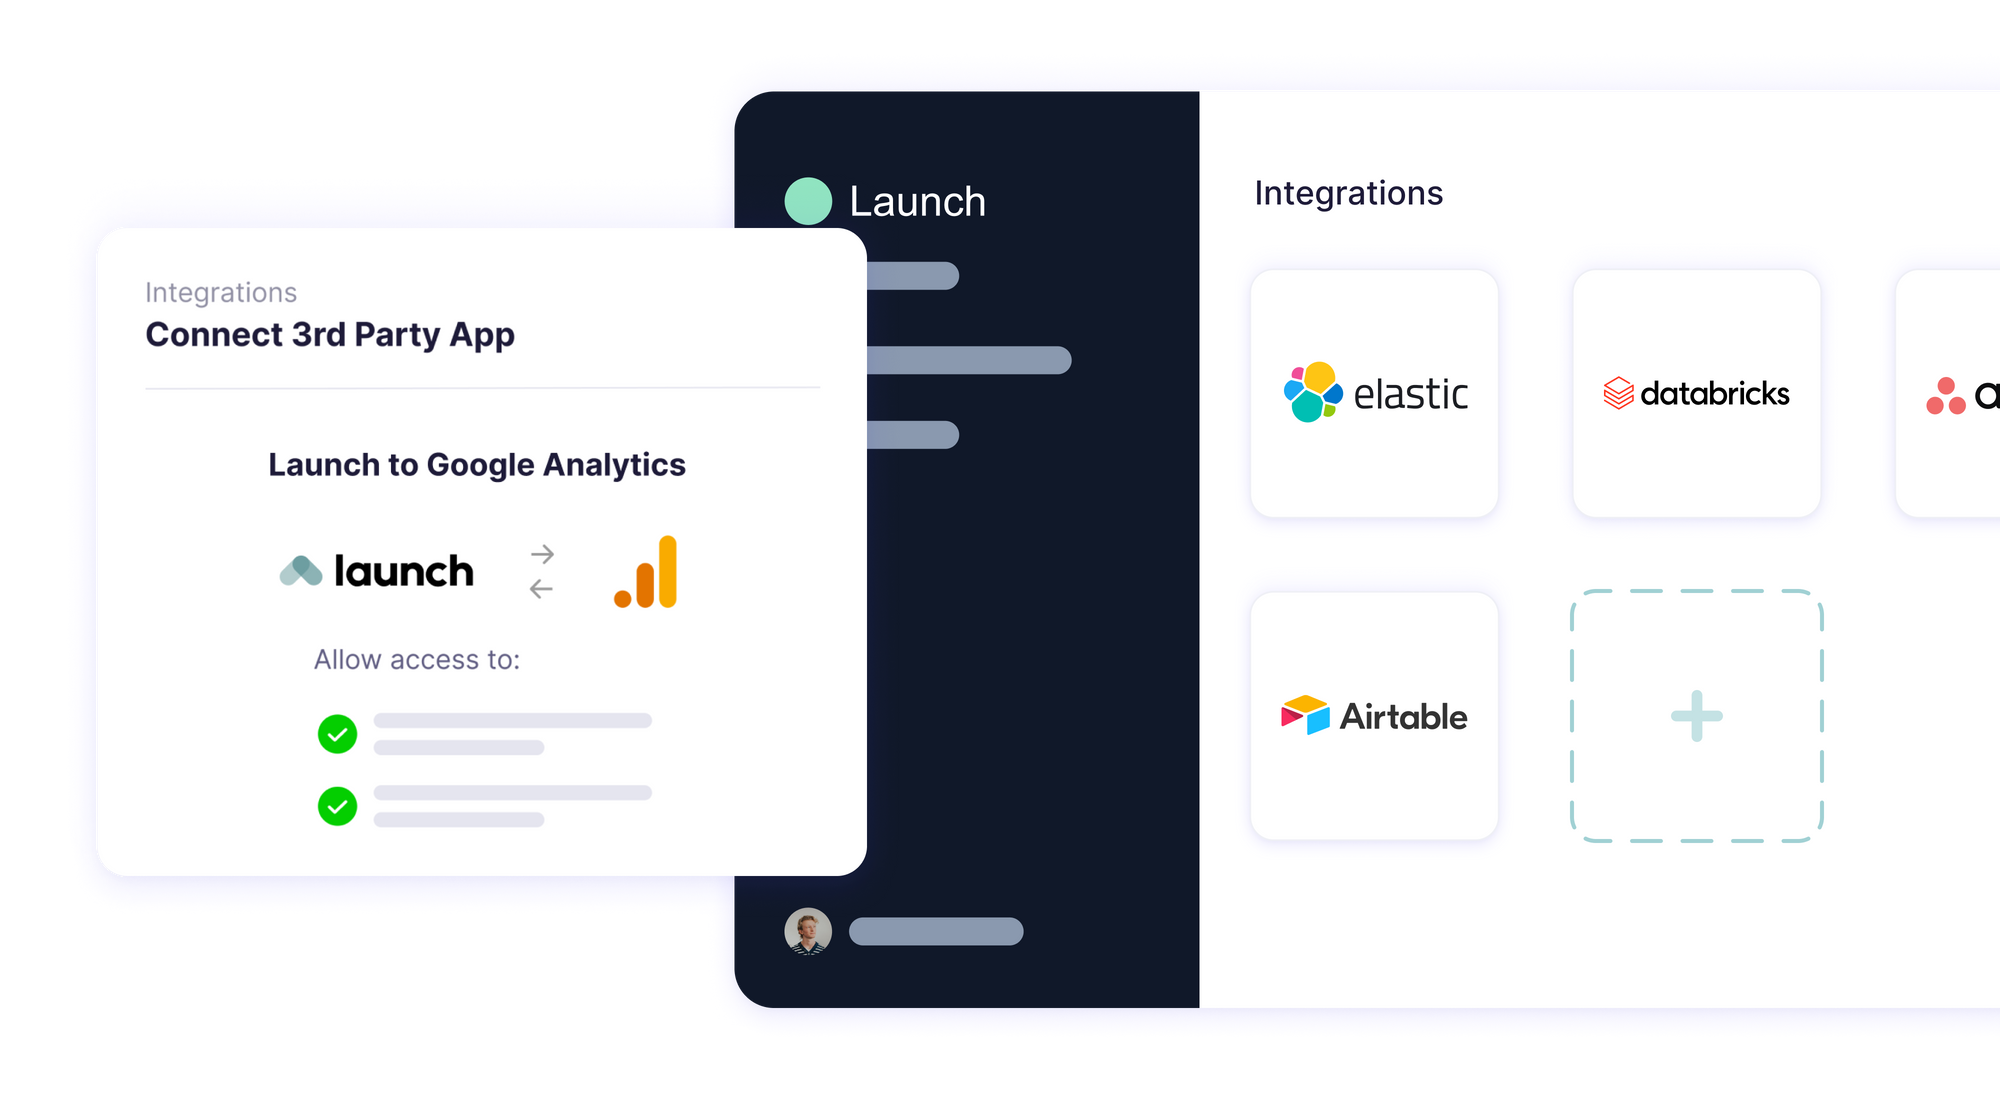 Launch
Integrations
Integrations
Connect 3rd Party App
Launch to Google Analytics
launch
Allow access to:
elastic
databricks
Airtable